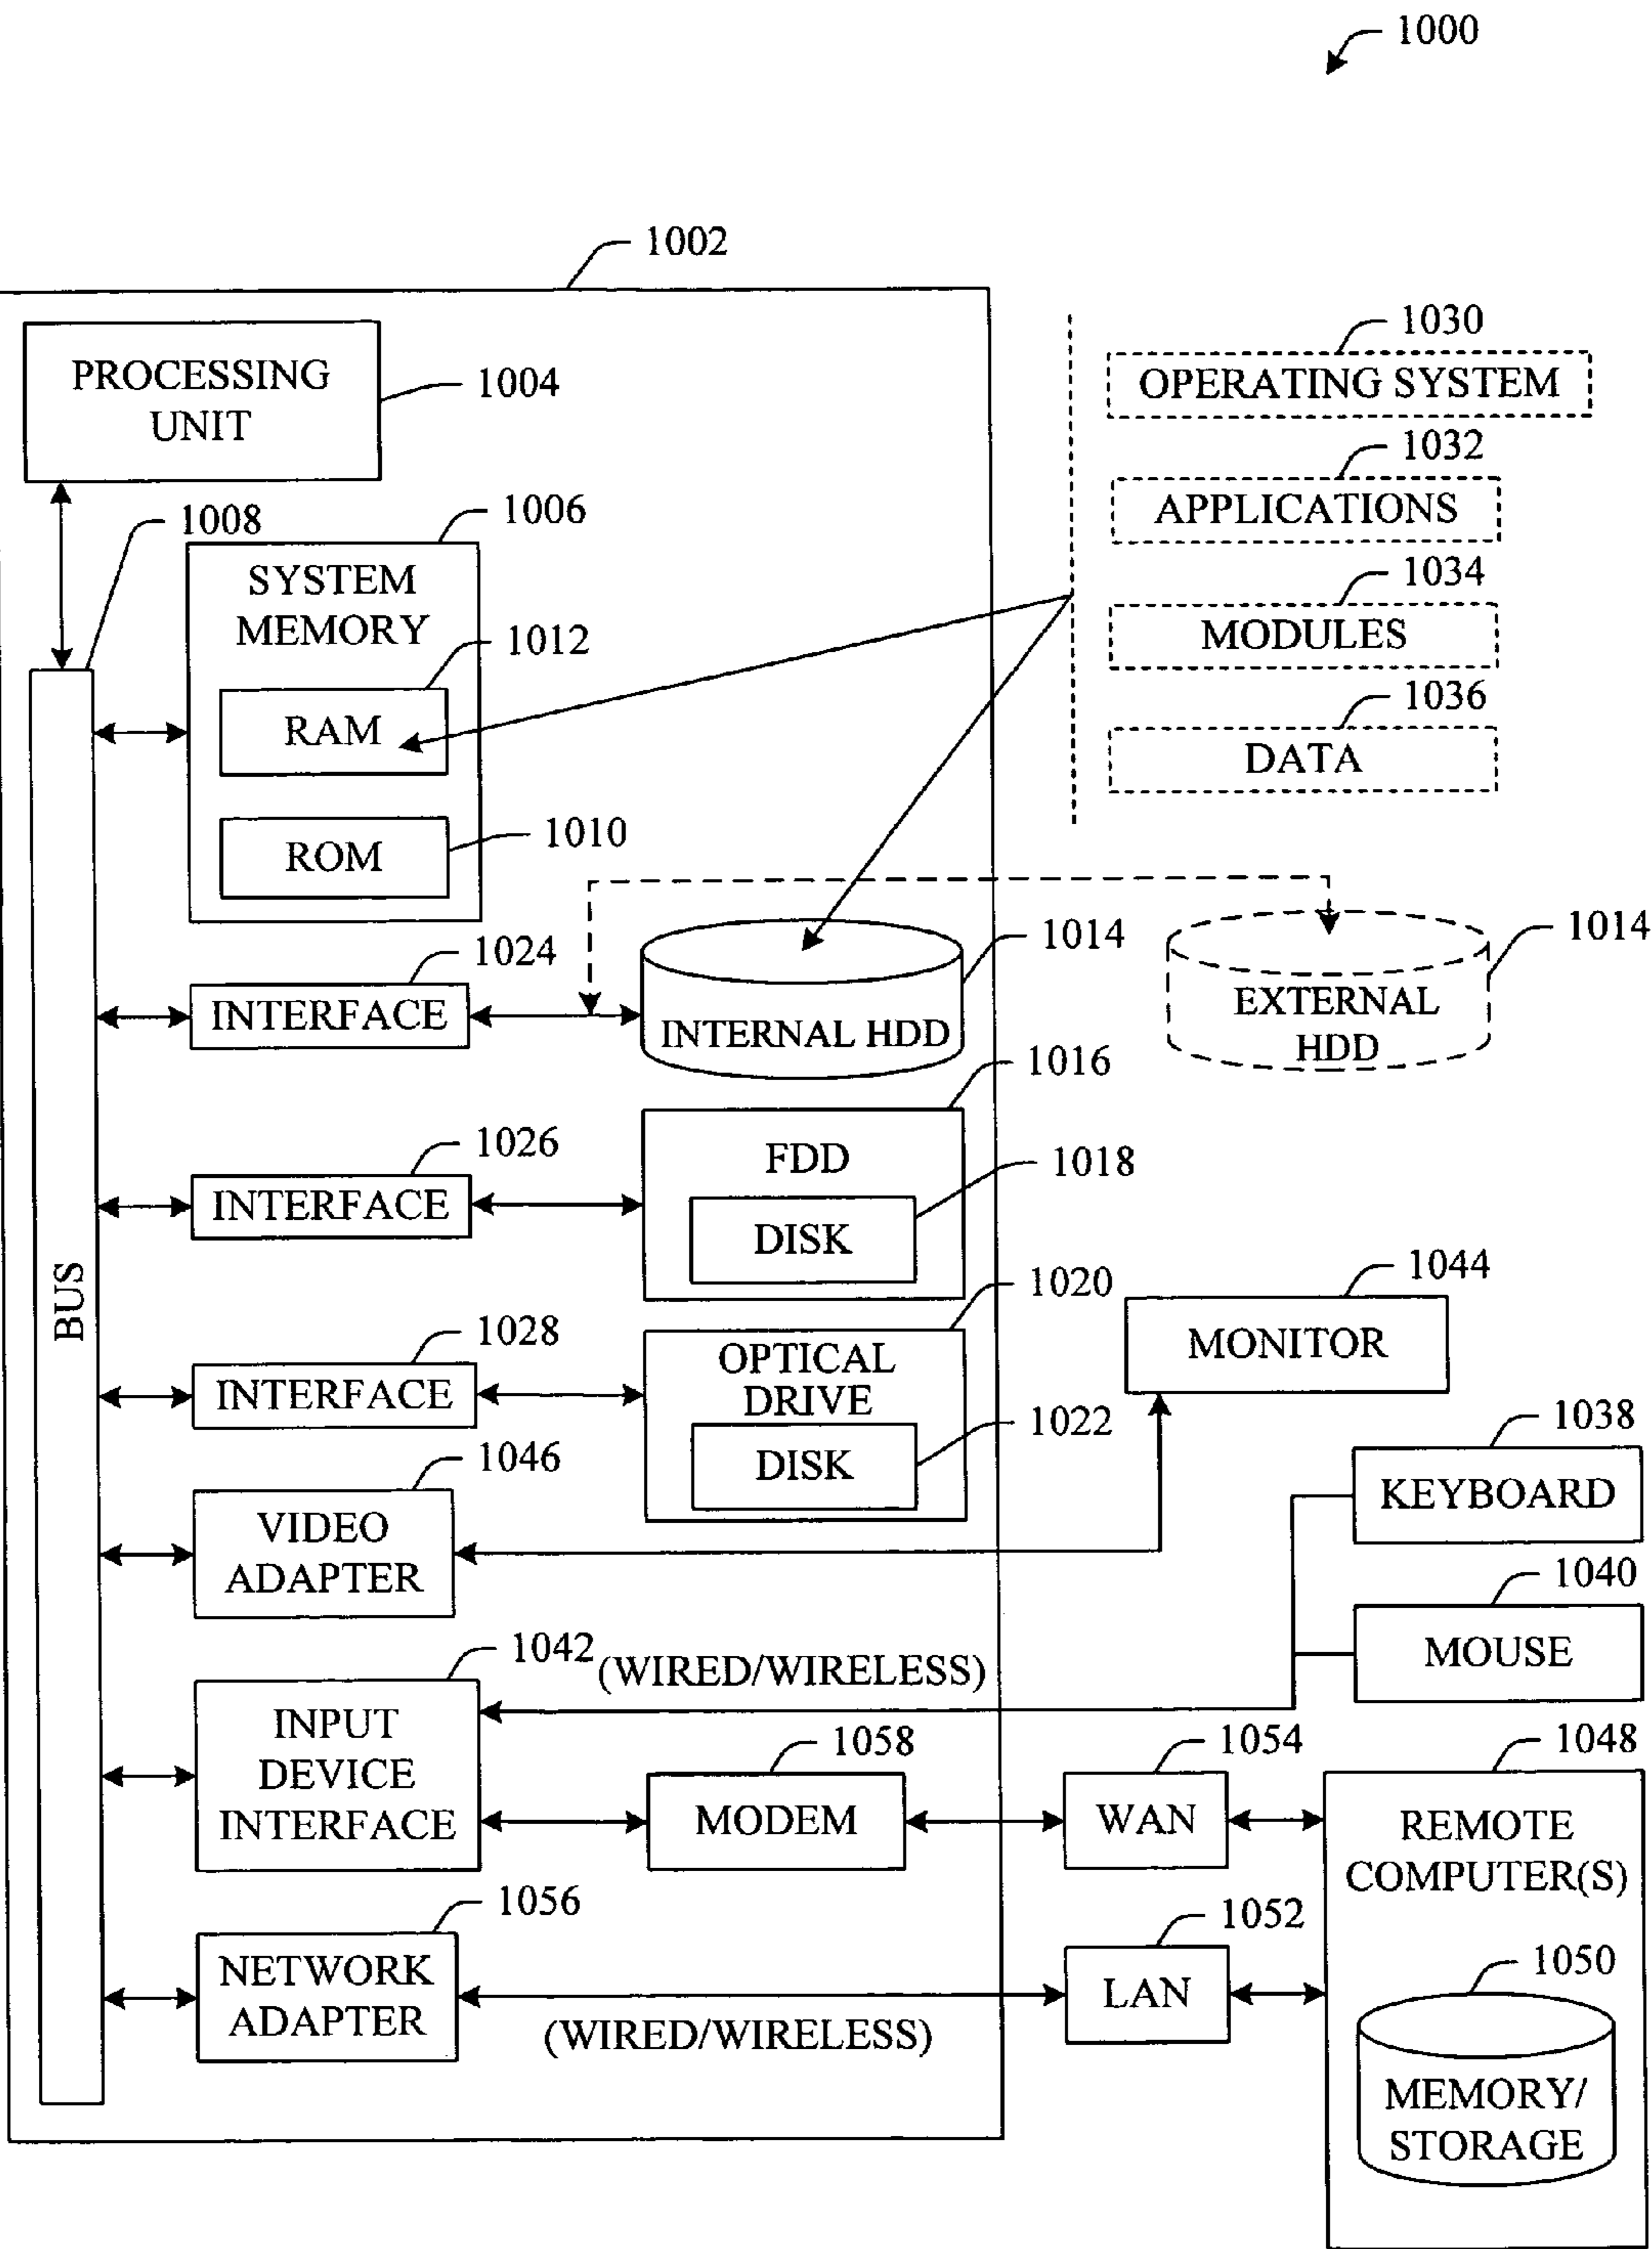 1000
1002
PROCESSING
UNIT
1004
1030
OPERATING SYSTEM
1032
APPLICATIONS
1034
MODULES
1036
DATA
1008
1006
SYSTEM
MEMORY
1012
RAM
1010
ROM
BUS
1024
INTERFACE
1014
INTERNAL HDD
1014
EXTERNAL
HDD
1026
INTERFACE
1016
FDD
1018
DISK
1028
INTERFACE
1020
OPTICAL
DRIVE
1022
DISK
1044
MONITOR
1046
VIDEO
ADAPTER
1038
KEYBOARD
1040
MOUSE
1042
(WIRED/WIRELESS)
INPUT
DEVICE
INTERFACE
1058
MODEM
1054
WAN
1048
REMOTE
COMPUTER(S)
1056
NETWORK
ADAPTER
(WIRED/WIRELESS)
1052
LAN
1050
MEMORY/
STORAGE